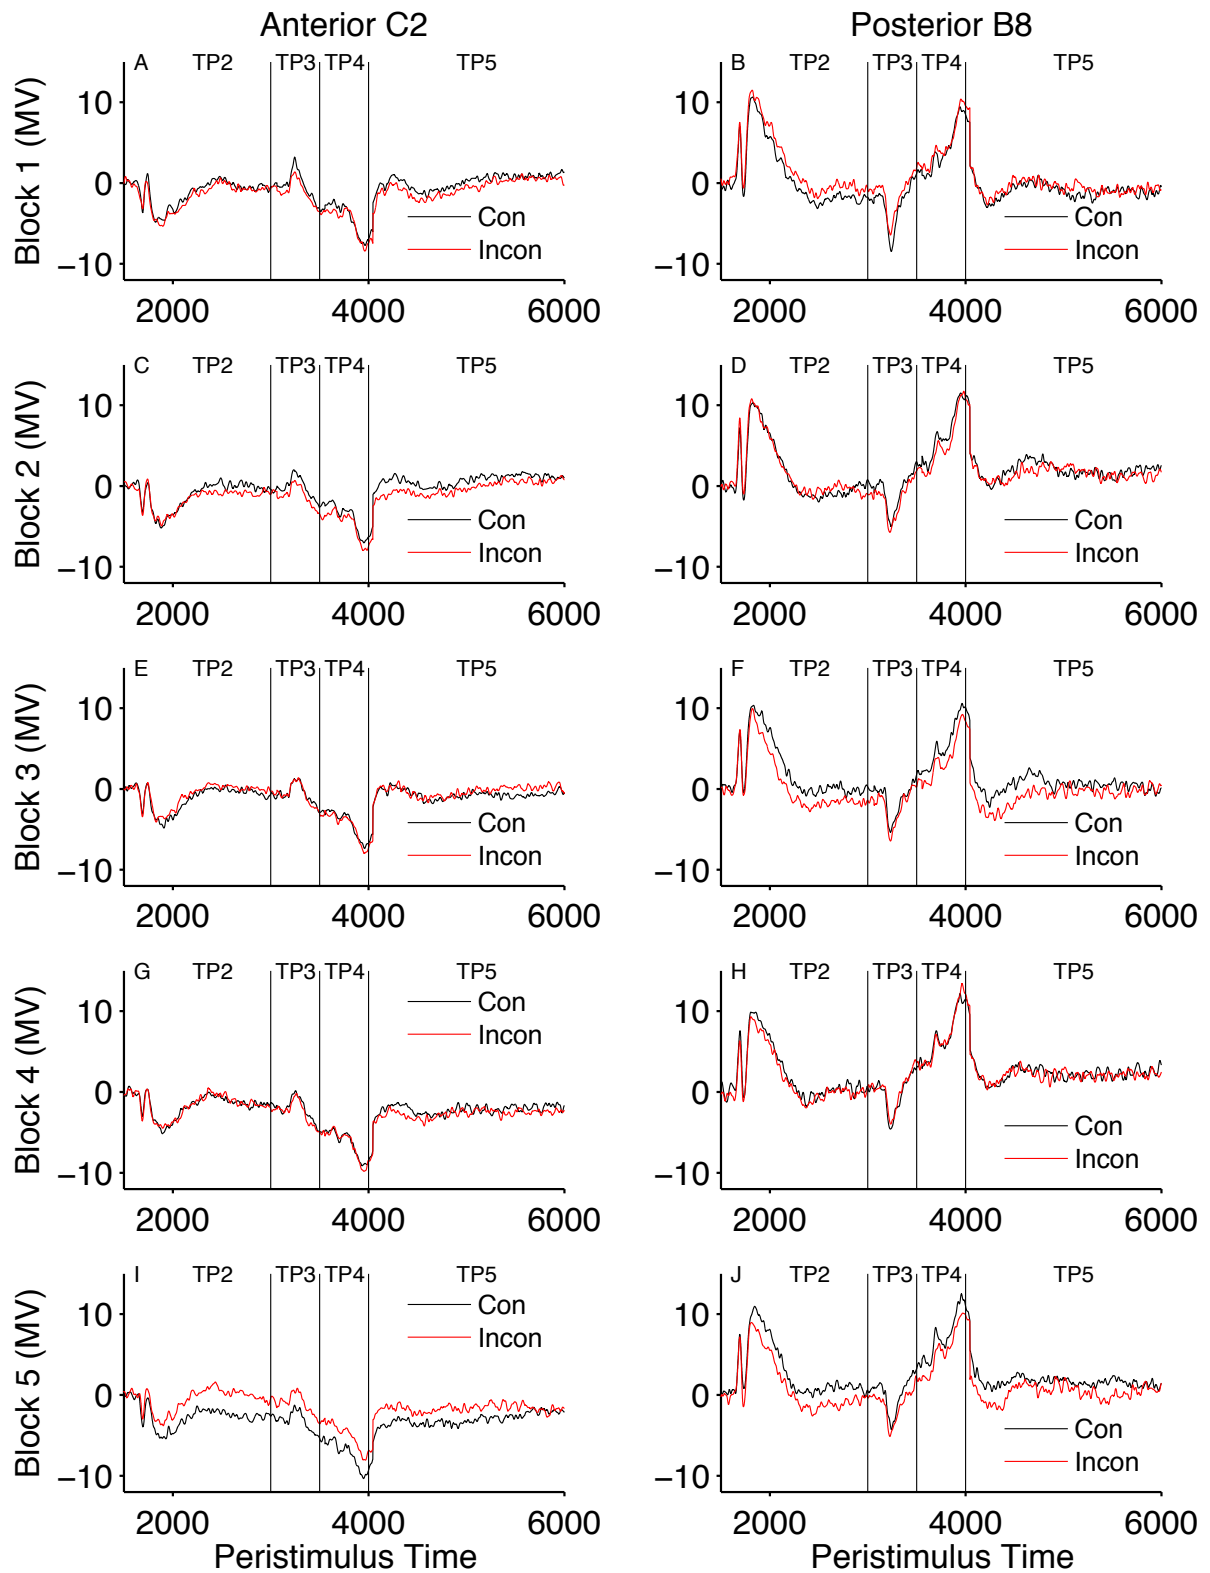 Anterior C2
Posterior B8
A TP2 TP3 TP4 TP5
B TP2 TP3 TP4 TP5
Block 1 (MV)
10
0
−10
Con
Incon
2000 4000 6000
10
0
−10
Con
Incon
2000 4000 6000
C TP2 TP3 TP4 TP5
D TP2 TP3 TP4 TP5
Block 2 (MV)
10
0
−10
Con
Incon
2000 4000 6000
10
0
−10
Con
Incon
2000 4000 6000
E TP2 TP3 TP4 TP5
F TP2 TP3 TP4 TP5
Block 3 (MV)
10
0
−10
Con
Incon
2000 4000 6000
10
0
−10
Con
Incon
2000 4000 6000
G TP2 TP3 TP4 TP5
H TP2 TP3 TP4 TP5
Block 4 (MV)
10
0
−10
Con
Incon
2000 4000 6000
10
0
−10
Con
Incon
2000 4000 6000
I TP2 TP3 TP4 TP5
J TP2 TP3 TP4 TP5
Block 5 (MV)
10
0
−10
Con
Incon
2000 4000 6000
Peristimulus Time
10
0
−10
Con
Incon
2000 4000 6000
Peristimulus Time